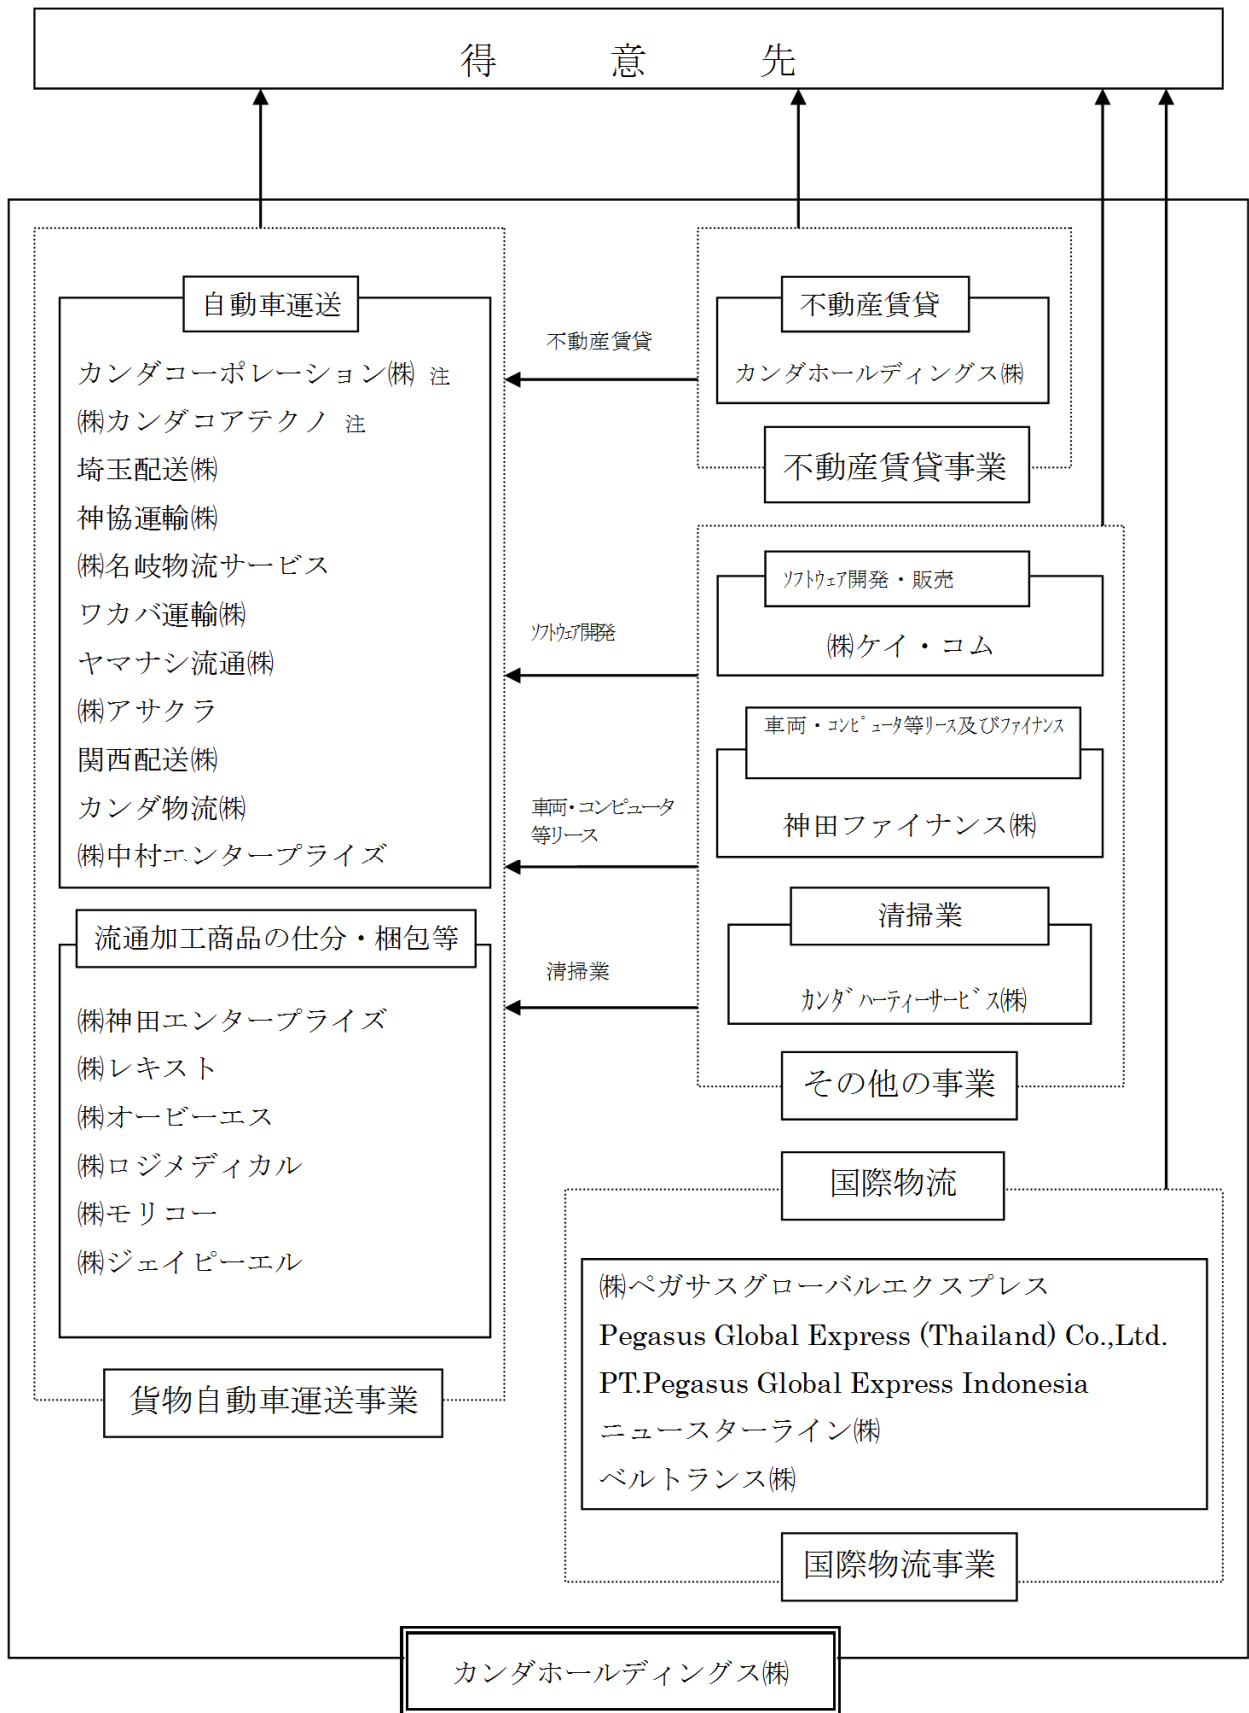 得意先
自動車運送
カンダコーポレーション㈱ 注
㈱カンダコアテクノ 注
埼玉配送㈱
神協運輸㈱
㈱名岐物流サービス
ワカバ運輸㈱
ヤマナシ流通㈱
㈱アサクラ
関西配送㈱
カンダ物流㈱
㈱中村エンタープライズ
流通加工商品の仕分・梱包等
㈱神田エンタープライズ
㈱レキスト
㈱オービーエス
㈱ロジメディカル
㈱モリコー
㈱ジェイピーエル
貨物自動車運送事業
不動産賃貸
ソフトウェア開発
車両・コンピュータ
等リース
清掃業
不動産賃貸
カンダホールディングス㈱
不動産賃貸事業
ソフトウェア開発・販売
㈱ケイ・コム
車両・コンピュータ等リース及びファイナンス
神田ファイナンス㈱
清掃業
カンダハーティーサービス㈱
その他の事業
国際物流
㈱ペガサスグローバルエクスプレス
Pegasus Global Express (Thailand) Co.,Ltd.
PT.Pegasus Global Express Indonesia
ニュースターライン㈱
ベルトランス㈱
国際物流事業
カンダホールディングス㈱